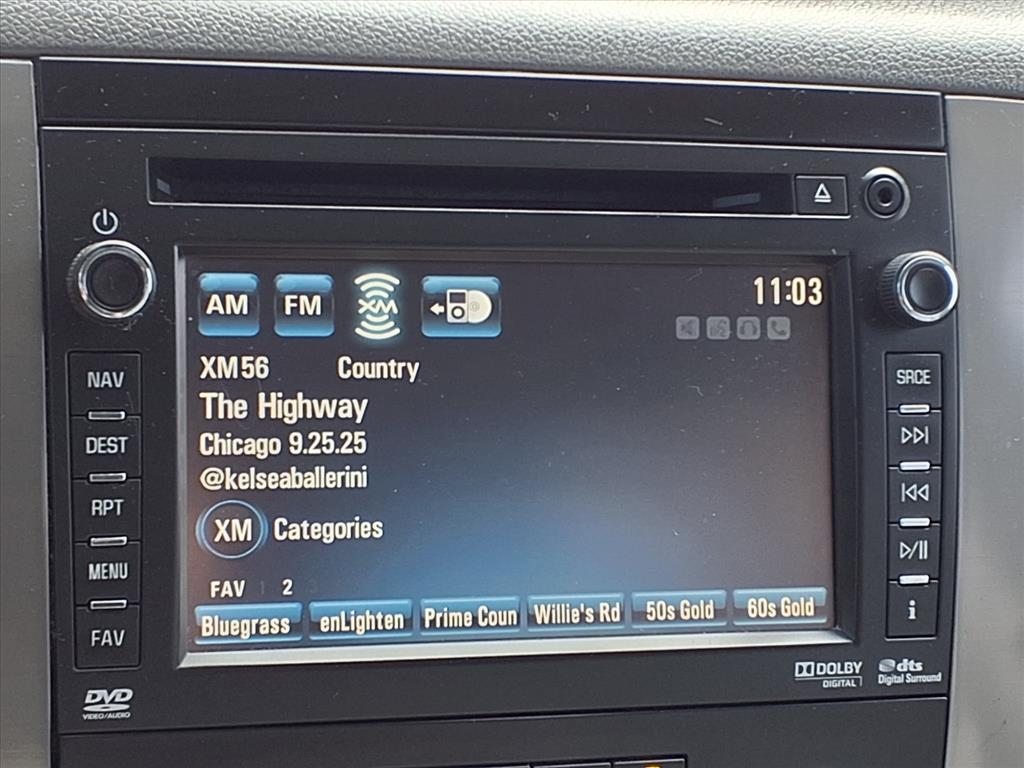 AM FM XM
11:03
XM56 Country
The Highway
Chicago 9.25.25
@kelseaballerini
XM Categories
FAV 2
Bluegrass enLighten Prime Coun Willie's Rd 50s Gold 60s Gold
NAV
DEST
RPT
MENU
FAV
SRCE
i
DVD
VIDEO/AUDIO
DOLBY
DIGITAL
dts
Digital Surround